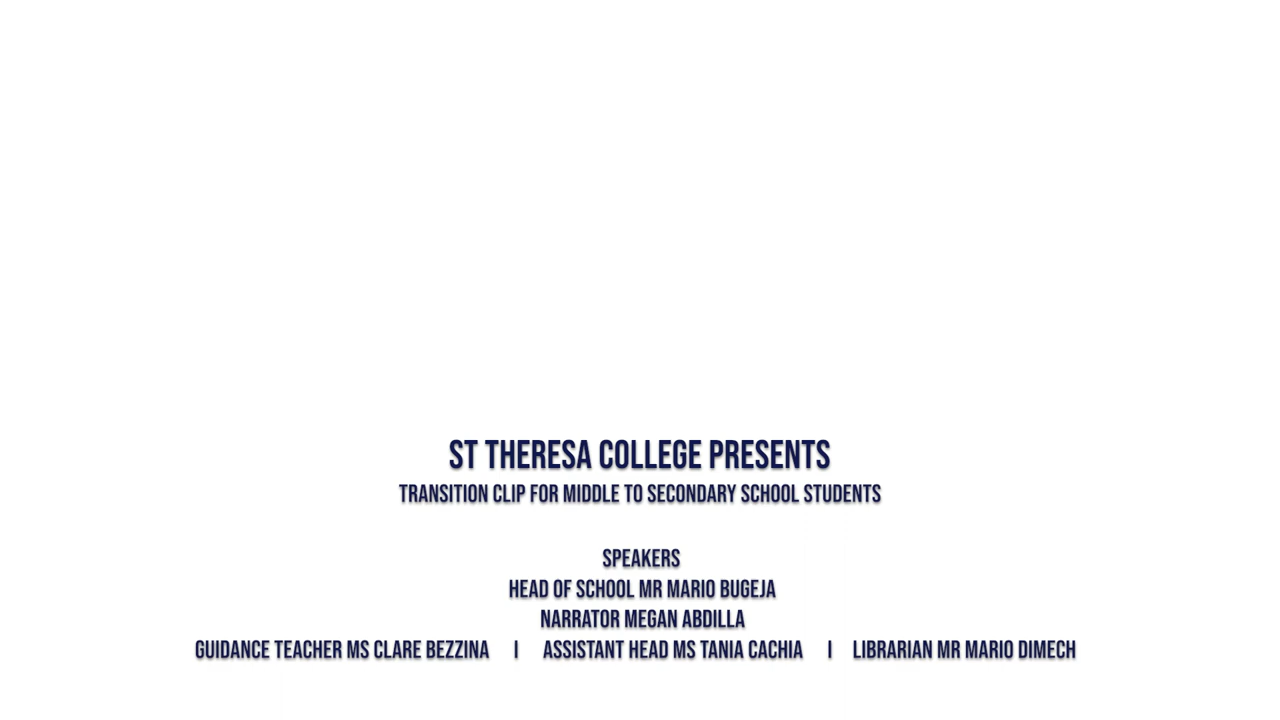 ST THERESA COLLEGE PRESENTS
TRANSITION CLIP FOR MIDDLE TO SECONDARY SCHOOL STUDENTS
SPEAKERS
HEAD OF SCHOOL MR MARIO BUGEJA
NARRATOR MEGAN ABDILLA
GUIDANCE TEACHER MS CLARE BEZZINA I ASSISTANT HEAD MS TANIA CACHIA I LIBRARIAN MR MARIO DIMECH